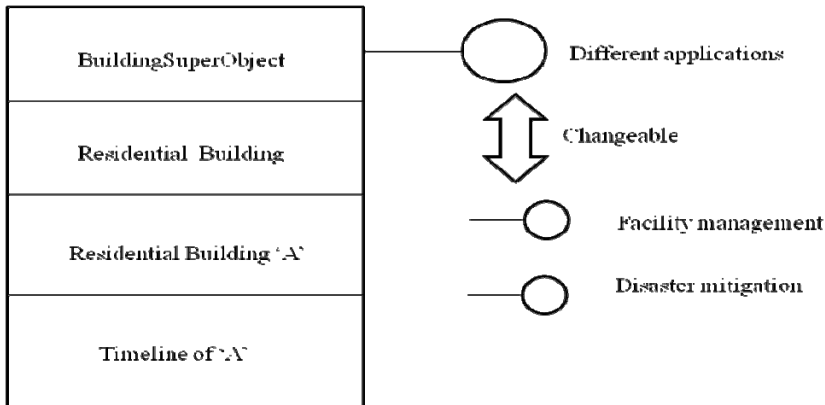 BuildingSuperObject
Different applications
Changeable
Residential Building
Facility management
Residential Building 'A'
Disaster mitigation
Timeline of 'A'